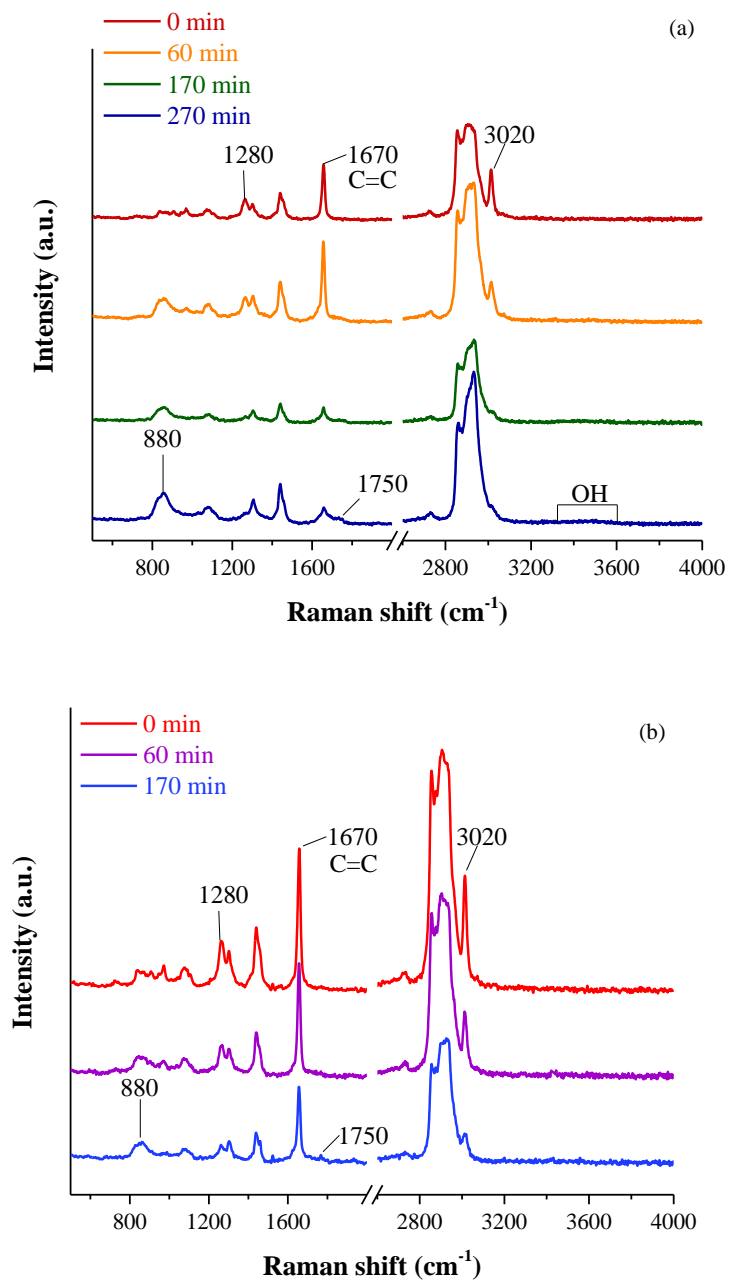 0 min
(a)
60 min
170 min
270 min
1280
1670
C=C
3020
880
1750
OH
Intensity (a.u.)
800 1200 1600 2800 3200 3600 4000
Raman shift (cm⁻¹)
0 min
(b)
60 min
170 min
1670
C=C
3020
1280
880
1750
Intensity (a.u.)
800 1200 1600 2800 3200 3600 4000
Raman shift (cm⁻¹)